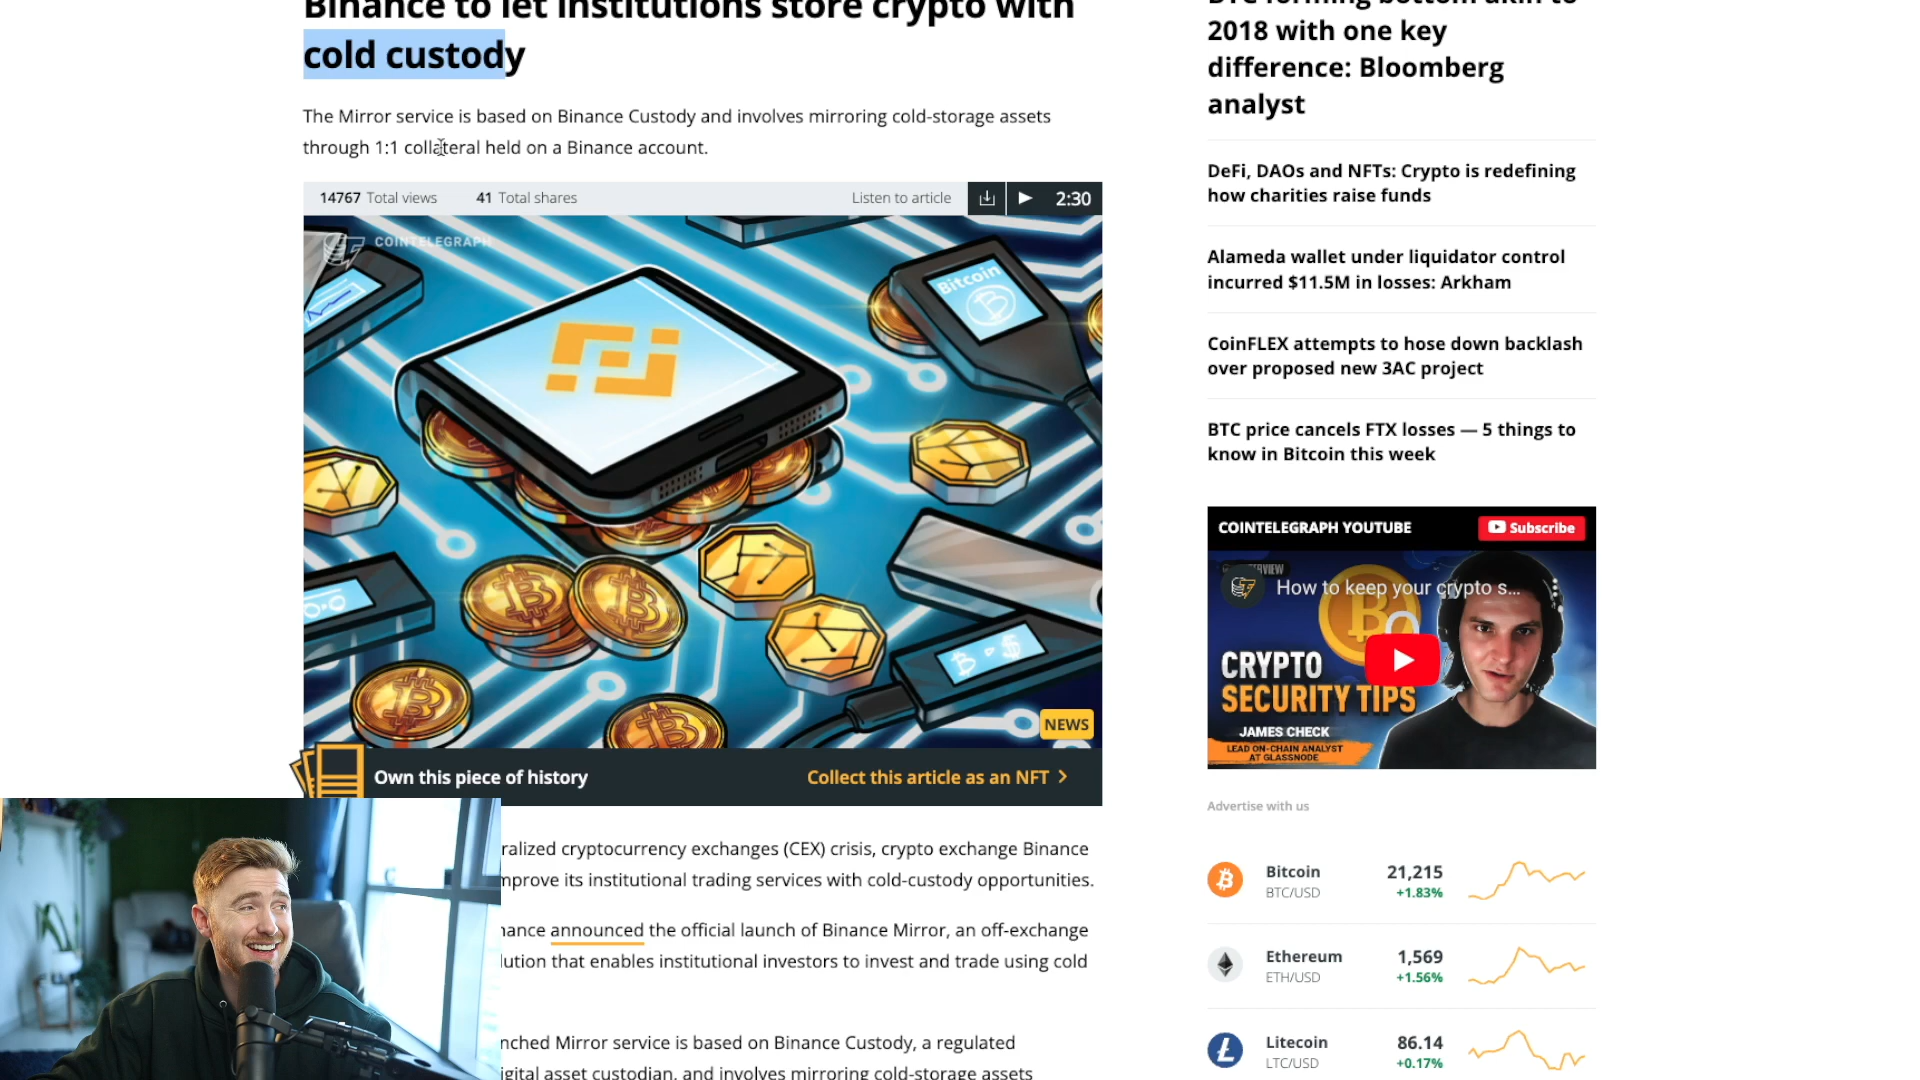 Binance to let institutions store crypto with
cold custody
The Mirror service is based on Binance Custody and involves mirroring cold-storage assets
through 1:1 collateral held on a Binance account.
14767 Total views 41 Total shares Listen to article 2:30
COINTELEGRAPH
Bitcoin
NEWS
Own this piece of history Collect this article as an NFT
ralized cryptocurrency exchanges (CEX) crisis, crypto exchange Binance
mprove its institutional trading services with cold-custody opportunities.
nance announced the official launch of Binance Mirror, an off-exchange
lution that enables institutional investors to invest and trade using cold
nched Mirror service is based on Binance Custody, a regulated
igital asset custodian, and involves mirroring cold-storage assets
BTC forming bottom akin to
2018 with one key
difference: Bloomberg
analyst
DeFi, DAOs and NFTs: Crypto is redefining
how charities raise funds
Alameda wallet under liquidator control
incurred $11.5M in losses: Arkham
CoinFLEX attempts to hose down backlash
over proposed new 3AC project
BTC price cancels FTX losses — 5 things to
know in Bitcoin this week
COINTELEGRAPH YOUTUBE Subscribe
How to keep your crypto s...
CRYPTO
SECURITY TIPS
JAMES CHECK
LEAD ON-CHAIN ANALYST
AT GLASSNODE
Advertise with us
Bitcoin 21,215
BTC/USD +1.83%
Ethereum 1,569
ETH/USD +1.56%
Litecoin 86.14
LTC/USD +0.17%